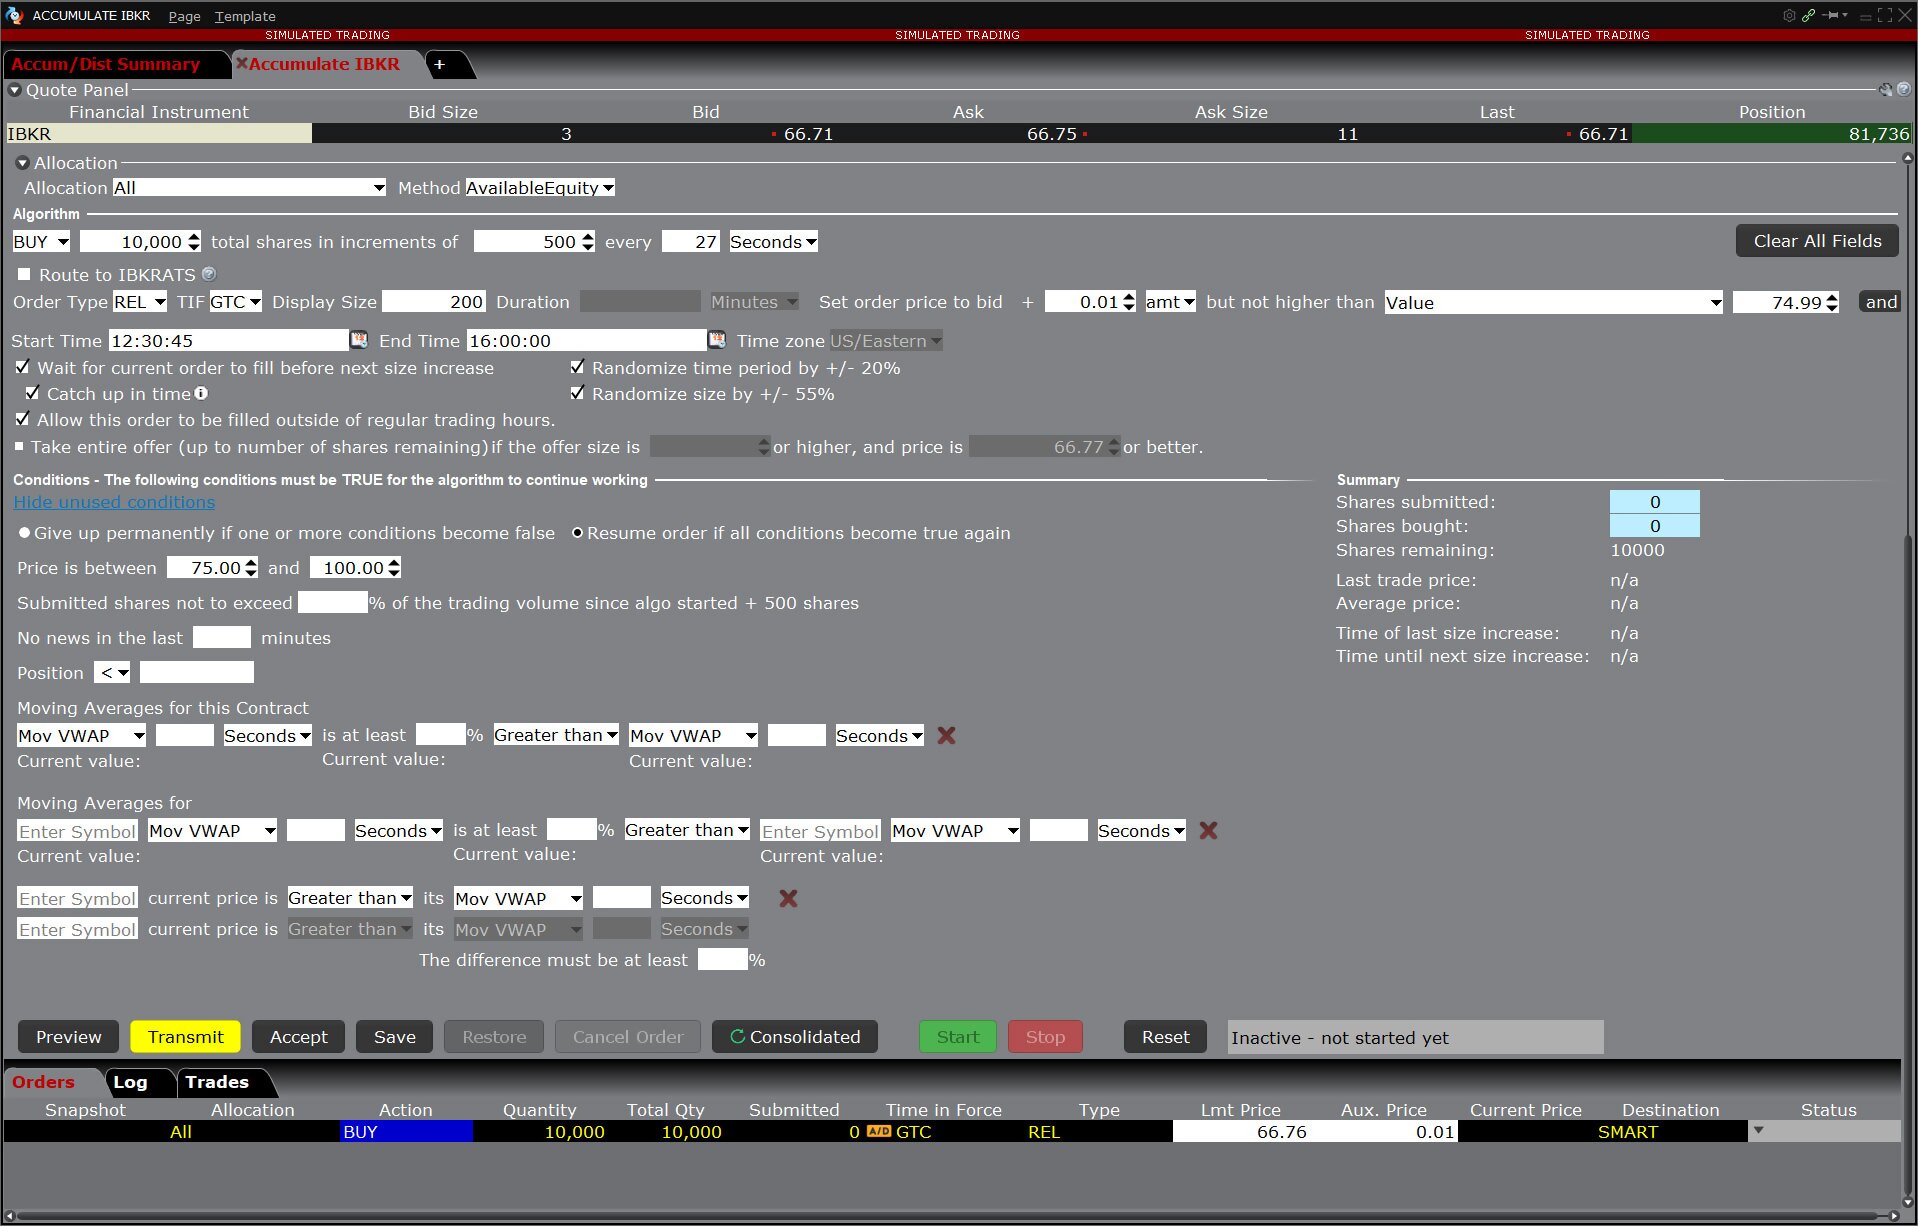 ACCUMULATE IBKR Page Template
SIMULATED TRADING SIMULATED TRADING SIMULATED TRADING
Accum/Dist Summary Accumulate IBKR +
Quote Panel
Financial Instrument Bid Size Bid Ask Ask Size Last Position
IBKR 3 66.71 66.75 11 66.71 81,736
Allocation
Allocation All Method AvailableEquity
Algorithm
BUY 10,000 total shares in increments of 500 every 27 Seconds Clear All Fields
Route to IBKRATS ?
Order Type REL TIF GTC Display Size 200 Duration Minutes Set order price to bid + 0.01 amt but not higher than Value 74.99 and
Start Time 12:30:45 End Time 16:00:00 Time zone US/Eastern
Wait for current order to fill before next size increase Randomize time period by +/- 20%
Catch up in time Randomize size by +/- 55%
Allow this order to be filled outside of regular trading hours.
Take entire offer (up to number of shares remaining) if the offer size is or higher, and price is 66.77 or better.
Conditions - The following conditions must be TRUE for the algorithm to continue working Summary
Hide unused conditions Shares submitted: 0
Shares bought: 0
Give up permanently if one or more conditions become false Resume order if all conditions become true again
Shares remaining: 10000
Price is between 75.00 and 100.00
Last trade price: n/a
Submitted shares not to exceed % of the trading volume since algo started + 500 shares Average price: n/a
No news in the last minutes Time of last size increase: n/a
Time until next size increase: n/a
Position <
Moving Averages for this Contract
Mov VWAP Seconds is at least % Greater than Mov VWAP Seconds
Current value: Current value: Current value:
Moving Averages for
Enter Symbol Mov VWAP Seconds is at least % Greater than Enter Symbol Mov VWAP Seconds
Current value: Current value: Current value:
Enter Symbol current price is Greater than its Mov VWAP Seconds
Enter Symbol current price is Greater than its Mov VWAP Seconds
The difference must be at least %
Preview Transmit Accept Save Restore Cancel Order Consolidated Start Stop Reset Inactive - not started yet
Orders Log Trades
Snapshot Allocation Action Quantity Total Qty Submitted Time in Force Type Lmt Price Aux. Price Current Price Destination Status
All BUY 10,000 10,000 0 A/D GTC REL 66.76 0.01 SMART